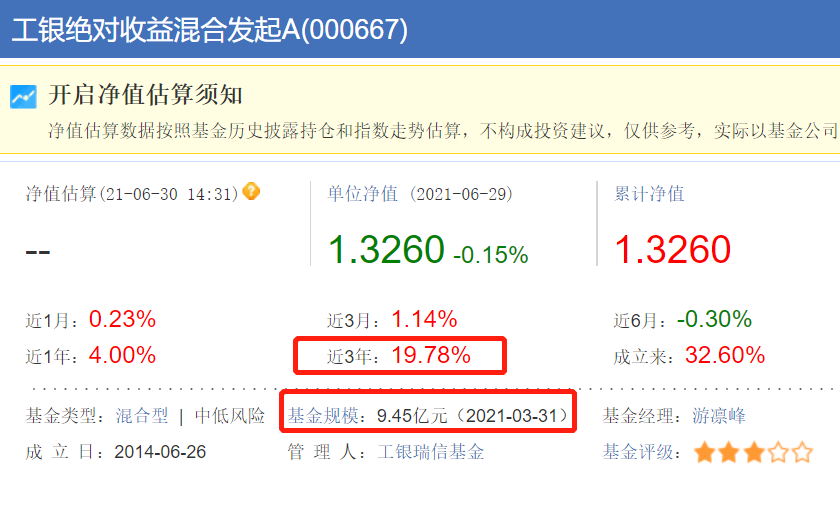 工银绝对收益混合发起A(000667)
开启净值估算须知
净值估算数据按照基金历史披露持仓和指数走势估算，不构成投资建议，仅供参考，实际以基金公司
净值估算(21-06-30 14:31) 单位净值 (2021-06-29) 累计净值
-- 1.3260 -0.15% 1.3260
近1月：0.23% 近3月：1.14% 近6月：-0.30%
近1年：4.00% 近3年：19.78% 成立来：32.60%
基金类型：混合型 | 中低风险 基金规模：9.45亿元（2021-03-31） 基金经理：游凛峰
成 立 日：2014-06-26 管 理 人：工银瑞信基金 基金评级：★★★☆☆